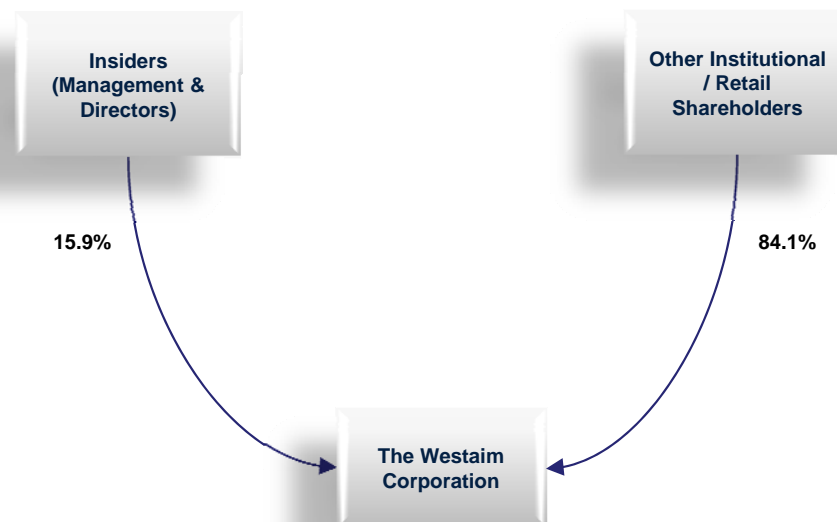 Insiders
(Management &
Directors)
Other Institutional
/ Retail
Shareholders
15.9%
84.1%
The Westaim
Corporation